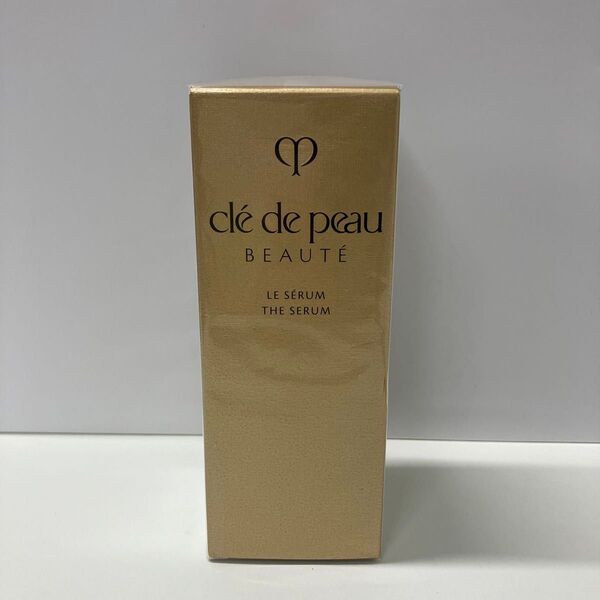 clé de peau
BEAUTÉ
LE SÉRUM
THE SERUM